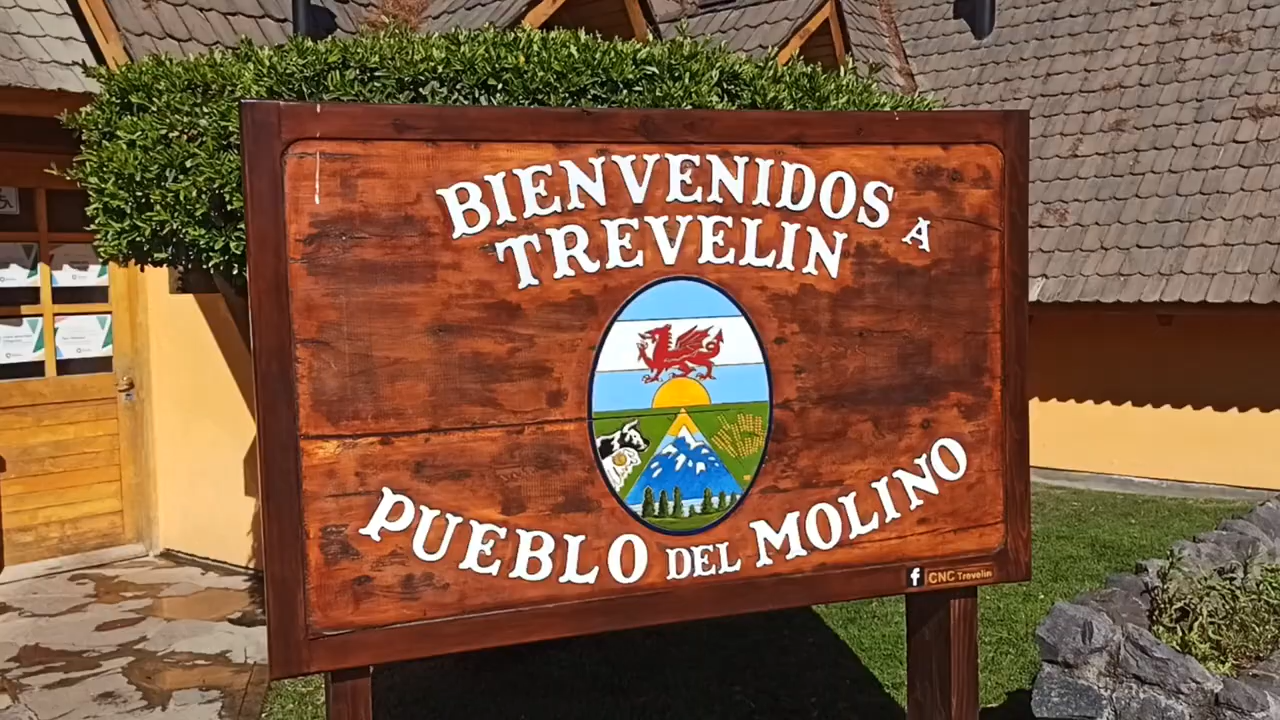 BIENVENIDOS A
TREVELIN
PUEBLO DEL MOLINO
f CNC Trevelin